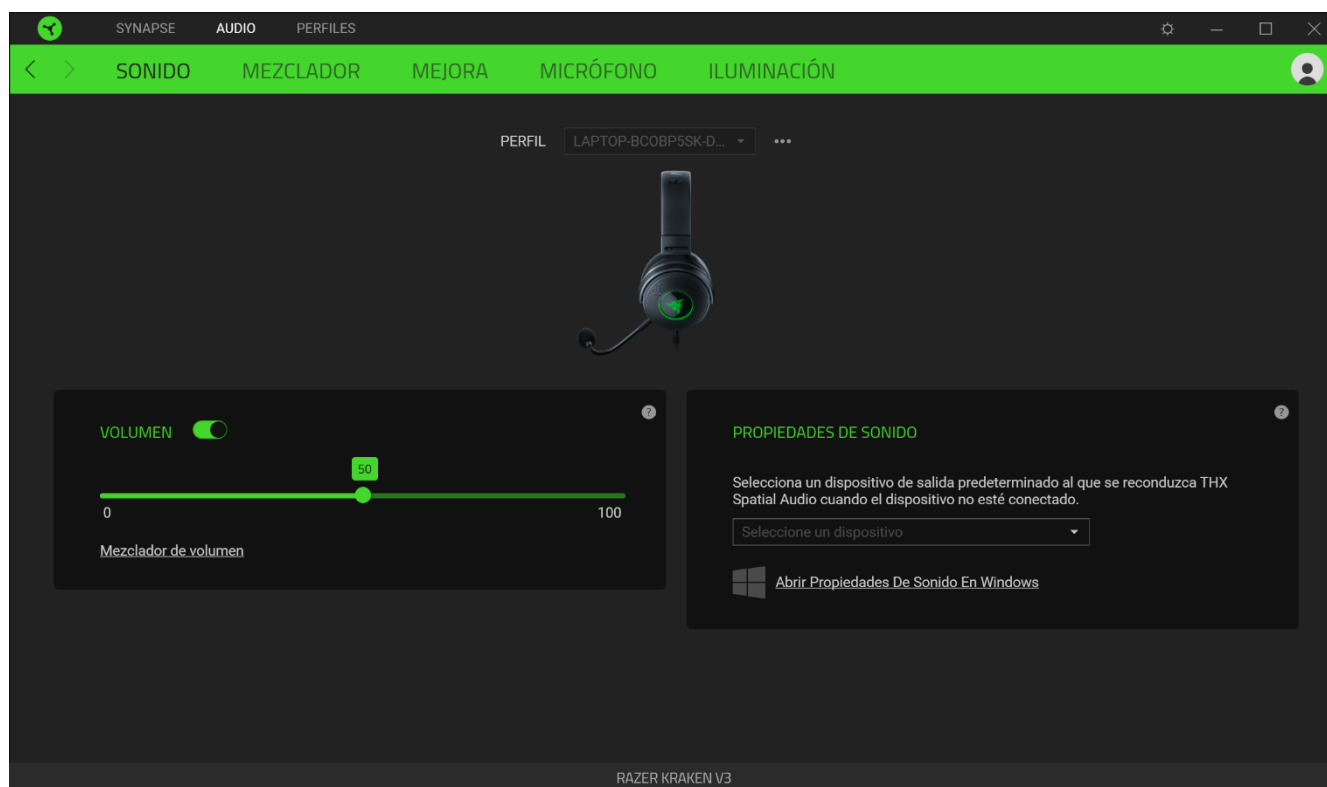 SYNAPSE AUDIO PERFILES
SONIDO MEZCLADOR MEJORA MICRÓFONO ILUMINACIÓN
PERFIL LAPTOP-BCOBP5SK-D... •••
VOLUMEN
?
50
0 100
Mezclador de volumen
?
PROPIEDADES DE SONIDO
Selecciona un dispositivo de salida predeterminado al que se reconduzca THX
Spatial Audio cuando el dispositivo no esté conectado.
Seleccione un dispositivo
Abrir Propiedades De Sonido En Windows
RAZER KRAKEN V3